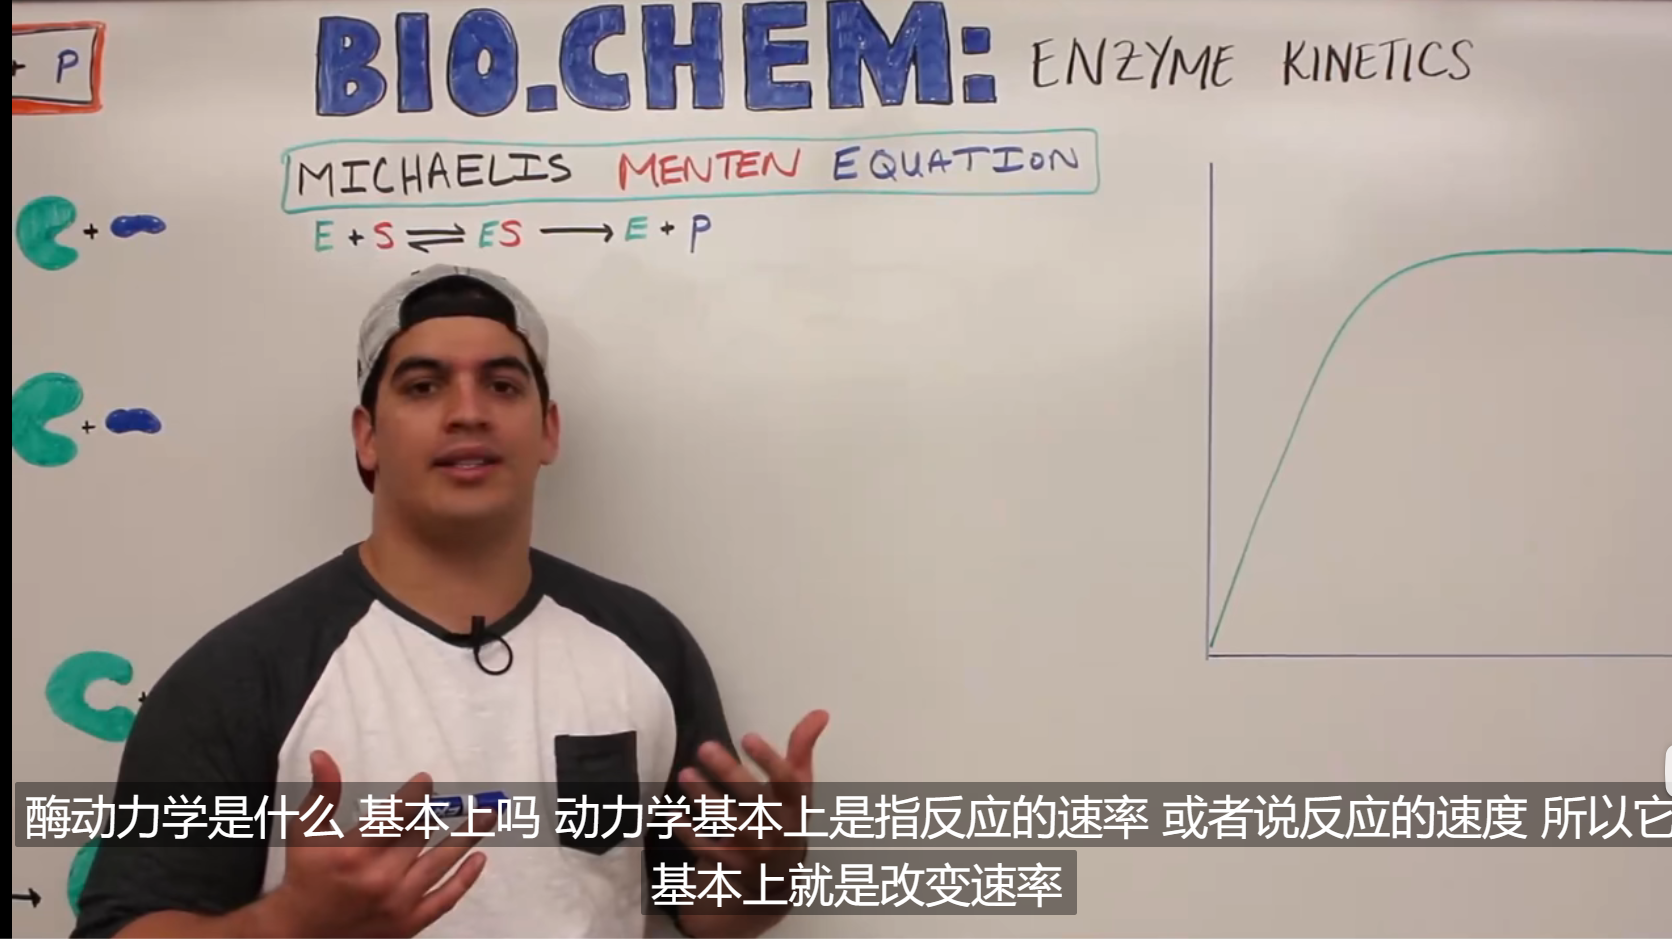 + P
BIO.CHEM: ENZYME KINETICS
MICHAELIS MENTEN EQUATION
E + S ⇌ ES ⟶ E + P
+
+
酶动力学是什么 基本上吗 动力学基本上是指反应的速率 或者说反应的速度 所以它
基本上就是改变速率